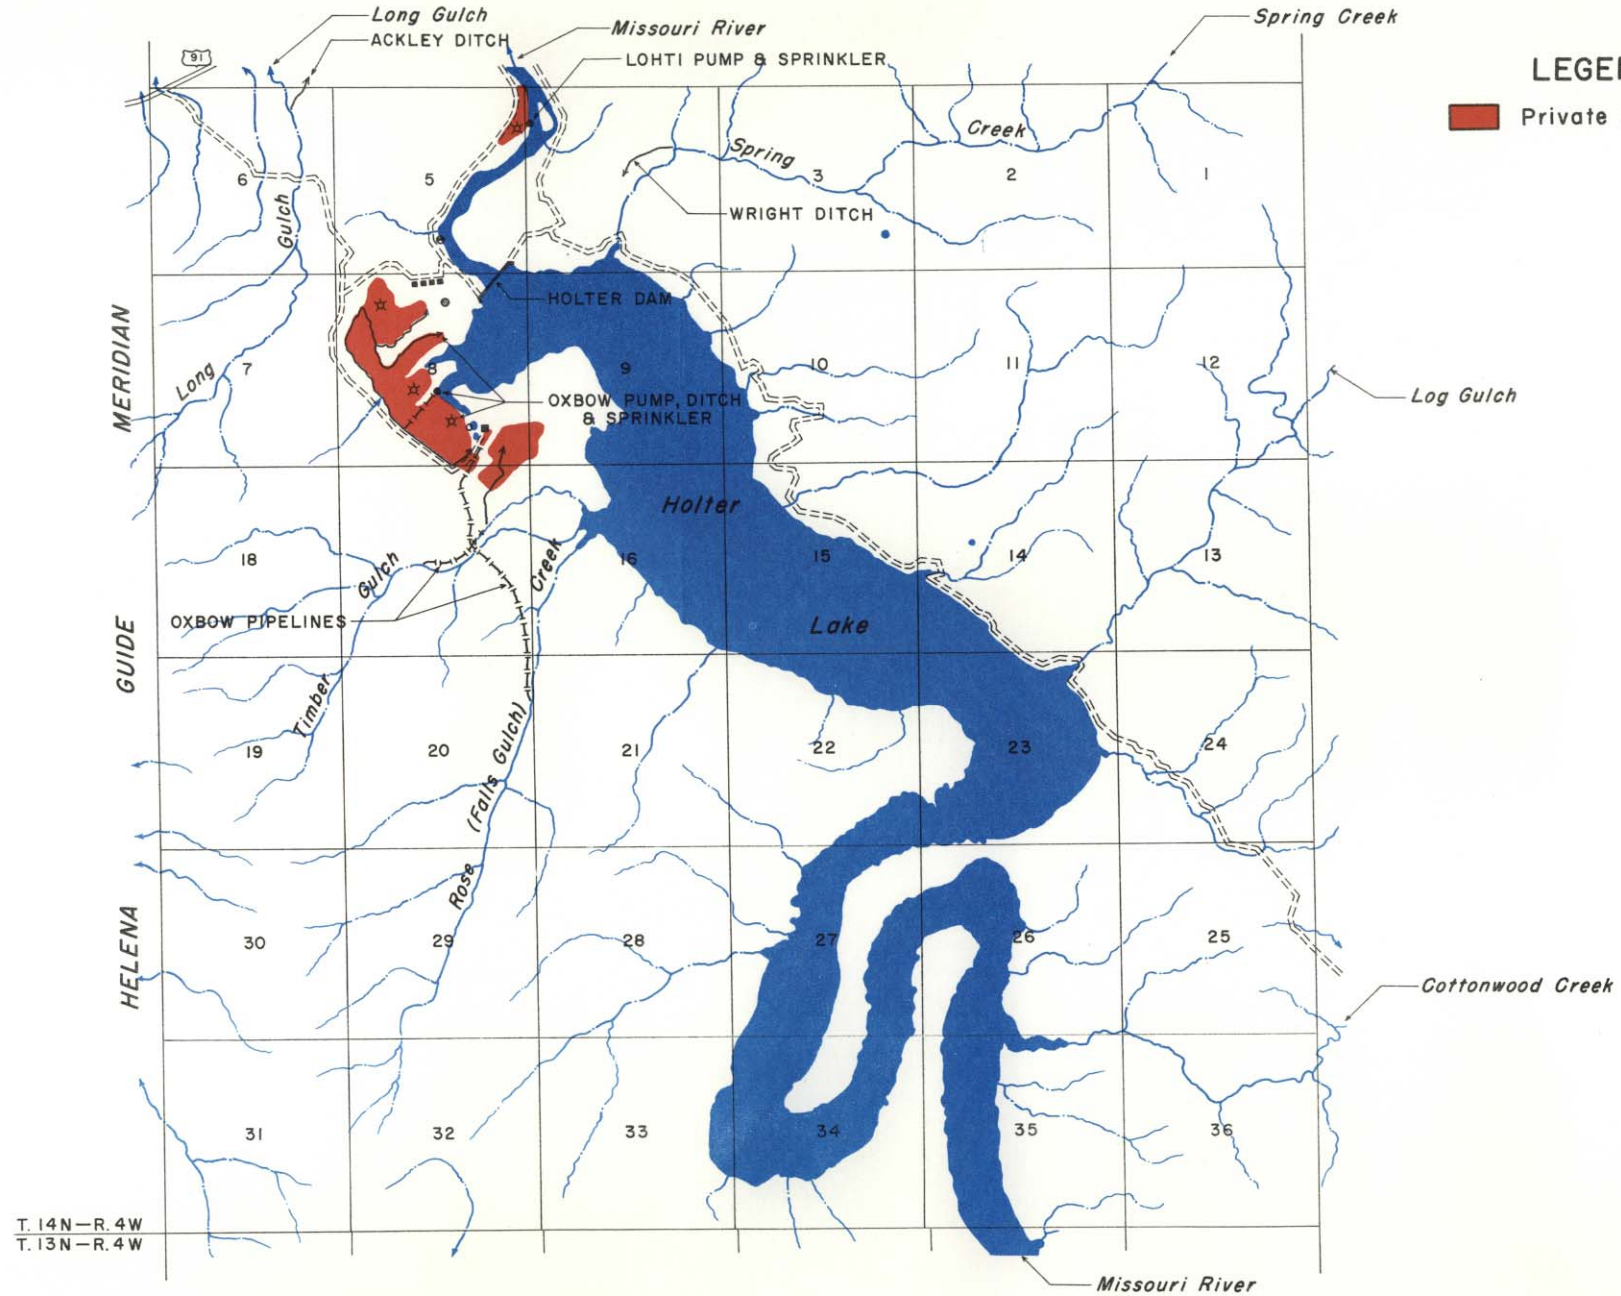 Long Gulch
Missouri River
Spring Creek
ACKLEY DITCH
91
LOHTI PUMP & SPRINKLER
Private
Creek
Spring
6
5
3
2
1
WRIGHT DITCH
Gulch
HOLTER DAM
MERIDIAN
Long
7
8
9
10
11
12
Log Gulch
OXBOW PUMP, DITCH
& SPRINKLER
Holter
18
Gulch
Creek
16
15
14
13
OXBOW PIPELINES
Lake
GUIDE
Timber
19
20
(Falls Gulch)
21
22
23
24
Rose
HELENA
30
29
28
27
26
25
Cottonwood Creek
31
32
33
34
35
36
T. 14N—R. 4W
T. 13N—R. 4W
Missouri River